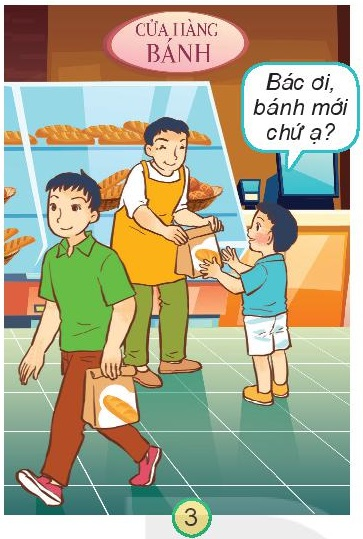 CỬA HÀNG
BÁNH
Bác ơi,
bánh mới
chứ ạ?
3